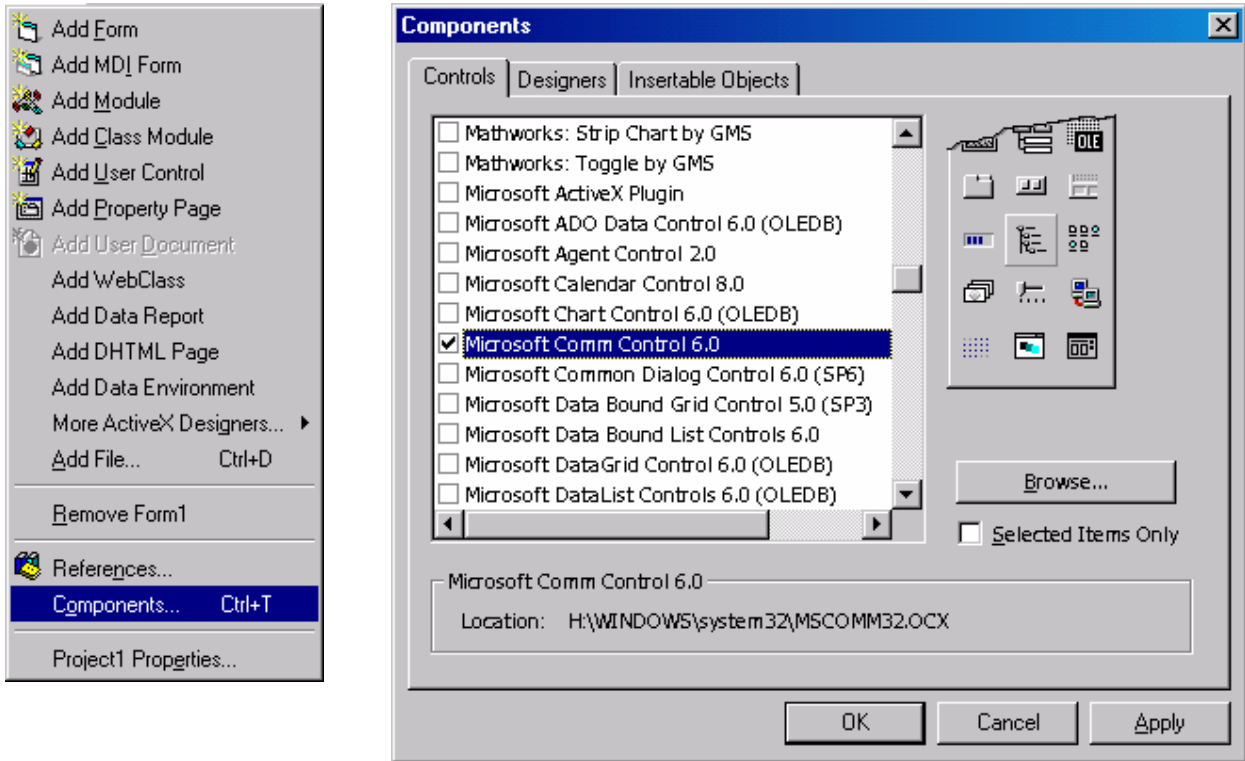 Add Form
Add MDI Form
Add Module
Add Class Module
Add User Control
Add Property Page
Add User Document
Add WebClass
Add Data Report
Add DHTML Page
Add Data Environment
More ActiveX Designers...
Add File... Ctrl+D
Remove Form1
References...
Components... Ctrl+T
Project1 Properties...
Components
Controls Designers Insertable Objects
Mathworks: Strip Chart by GMS
Mathworks: Toggle by GMS
Microsoft ActiveX Plugin
Microsoft ADO Data Control 6.0 (OLEDB)
Microsoft Agent Control 2.0
Microsoft Calendar Control 8.0
Microsoft Chart Control 6.0 (OLEDB)
Microsoft Comm Control 6.0
Microsoft Common Dialog Control 6.0 (SP6)
Microsoft Data Bound Grid Control 5.0 (SP3)
Microsoft Data Bound List Controls 6.0
Microsoft DataGrid Control 6.0 (OLEDB)
Microsoft DataList Controls 6.0 (OLEDB)
OLE
Browse...
Selected Items Only
Microsoft Comm Control 6.0
Location: H:\WINDOWS\system32\MSCOMM32.OCX
OK Cancel Apply